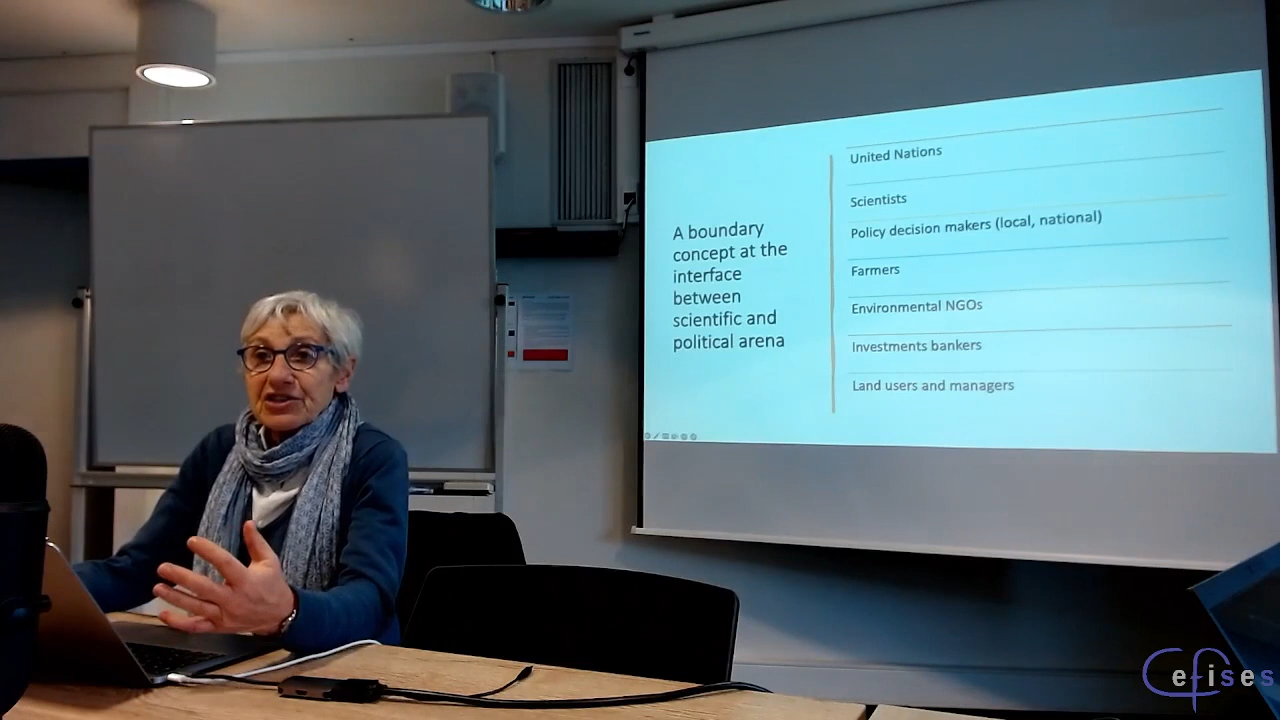 A boundary
concept at the
interface
between
scientific and
political arena
United Nations
Scientists
Policy decision makers (local, national)
Farmers
Environmental NGOs
Investments bankers
Land users and managers
Cefises